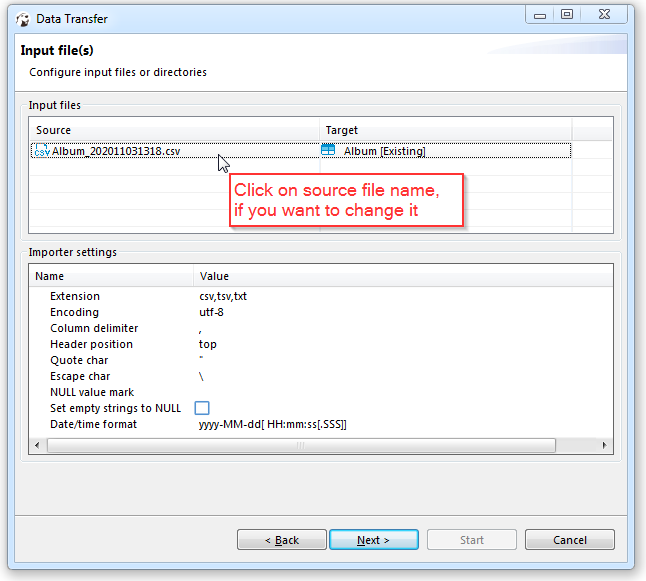 Data Transfer
Input file(s)
Configure input files or directories
Input files
Source Target
CSV Album_202011031318.csv Album [Existing]
Click on source file name,
if you want to change it
Importer settings
Name Value
Extension csv,tsv,txt
Encoding utf-8
Column delimiter ,
Header position top
Quote char "
Escape char \
NULL value mark
Set empty strings to NULL
Date/time format yyyy-MM-dd[ HH:mm:ss[.SSS]]
< Back Next > Start Cancel